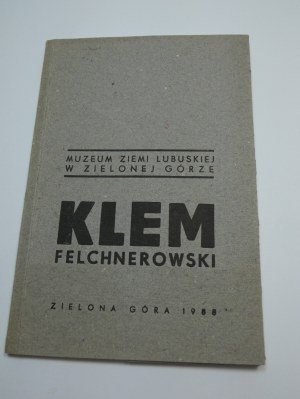 MUZEUM ZIEMI LUBUSKIEJ
W ZIELONEJ GÓRZE
KLEM
FELCHNEROWSKI
ZIELONA GÓRA 1988